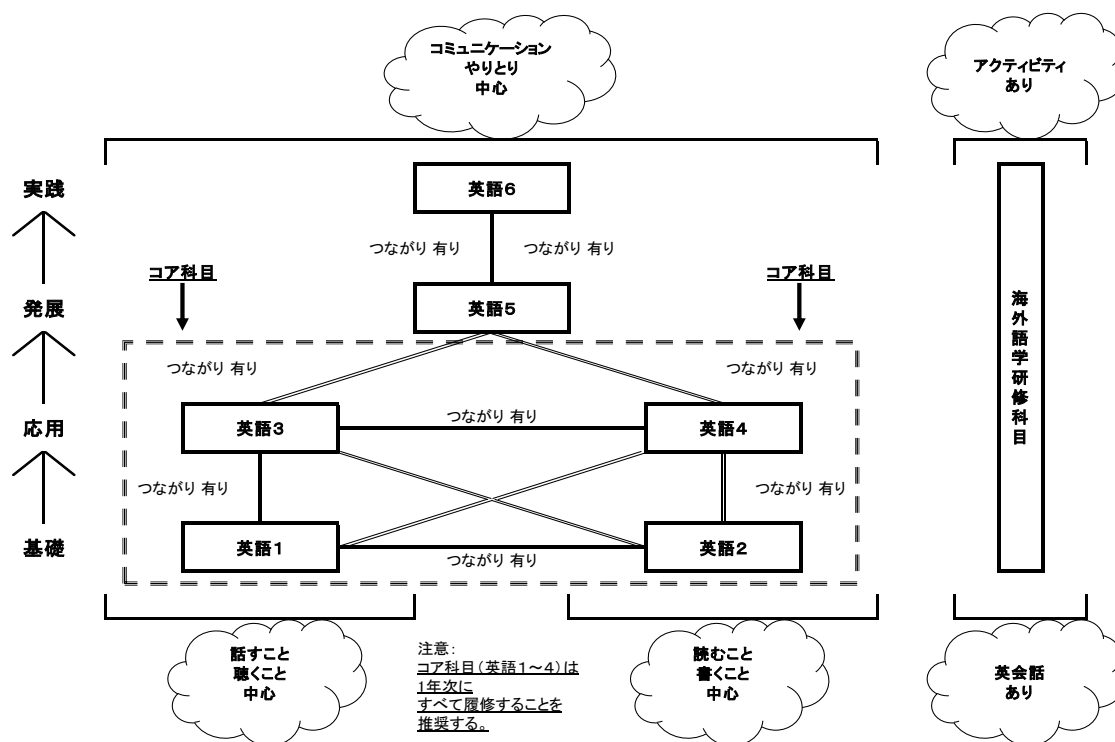 コミュニケーション
やりとり
中心
アクティビティ
あり
実践
英語6
つながり 有り
つながり 有り
コア科目
コア科目
発展
英語5
海外語学研修科目
つながり 有り
つながり 有り
応用
英語3
つながり 有り
英語4
つながり 有り
つながり 有り
基礎
英語1
つながり 有り
英語2
話すこと
聴くこと
中心
注意:
コア科目(英語1~4)は
1年次に
すべて履修することを
推奨する。
読むこと
書くこと
中心
英会話
あり